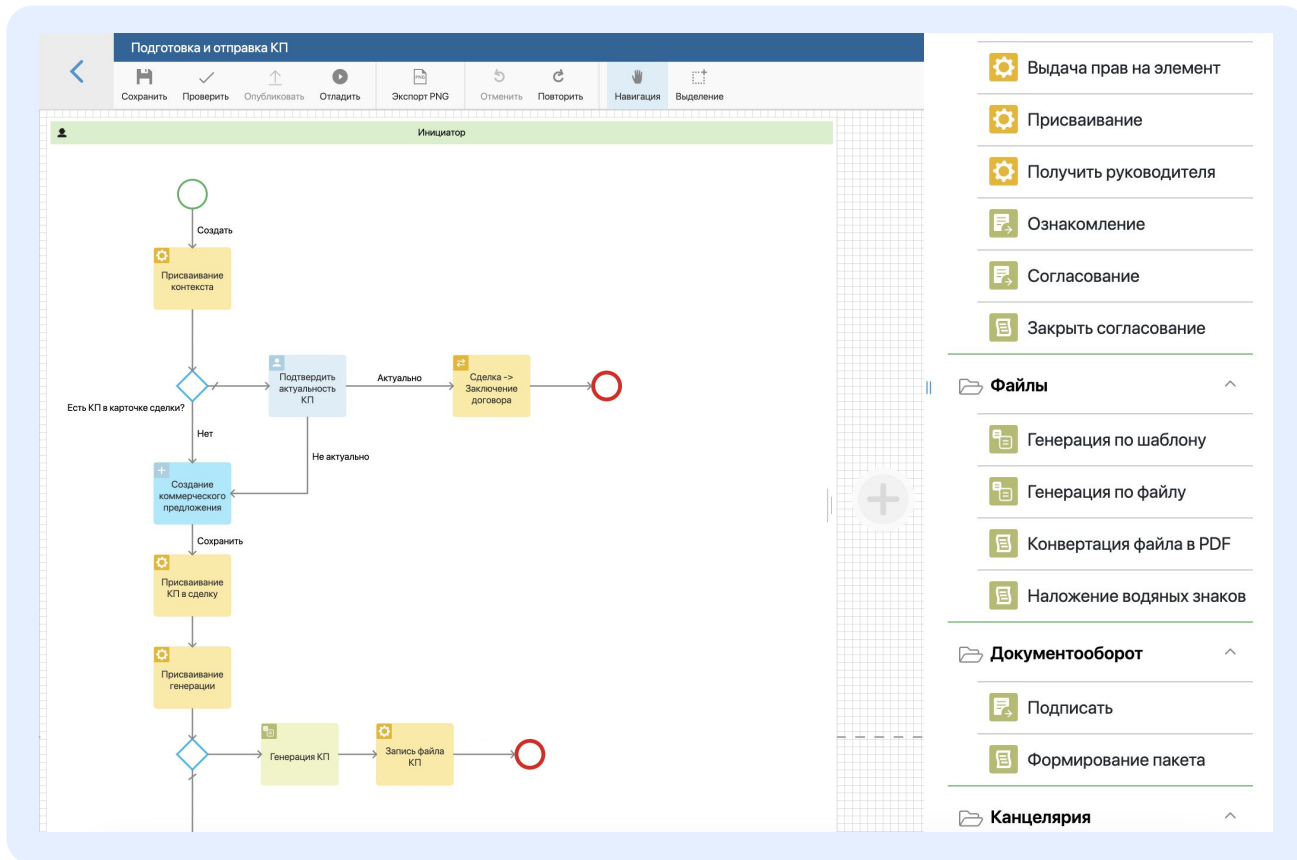 Подготовка и отправка КП
Сохранить
Проверить
Опубликовать
Отладить
PNG
Экспорт PNG
Отменить
Повторить
Навигация
Выделение
Инициатор
Создать
Присваивание
контекста
Есть КП в карточке сделки?
Подтвердить
актуальность
КП
Актуально
Сделка ->
Заключение
договора
Нет
Не актуально
Создание
коммерческого
предложения
Сохранить
Присваивание
КП в сделку
Присваивание
генерации
Генерация КП
Запись файла
КП
Выдача прав на элемент
Присваивание
Получить руководителя
Ознакомление
Согласование
Закрыть согласование
Файлы
Генерация по шаблону
Генерация по файлу
Конвертация файла в PDF
Наложение водяных знаков
Документооборот
Подписать
Формирование пакета
Канцелярия